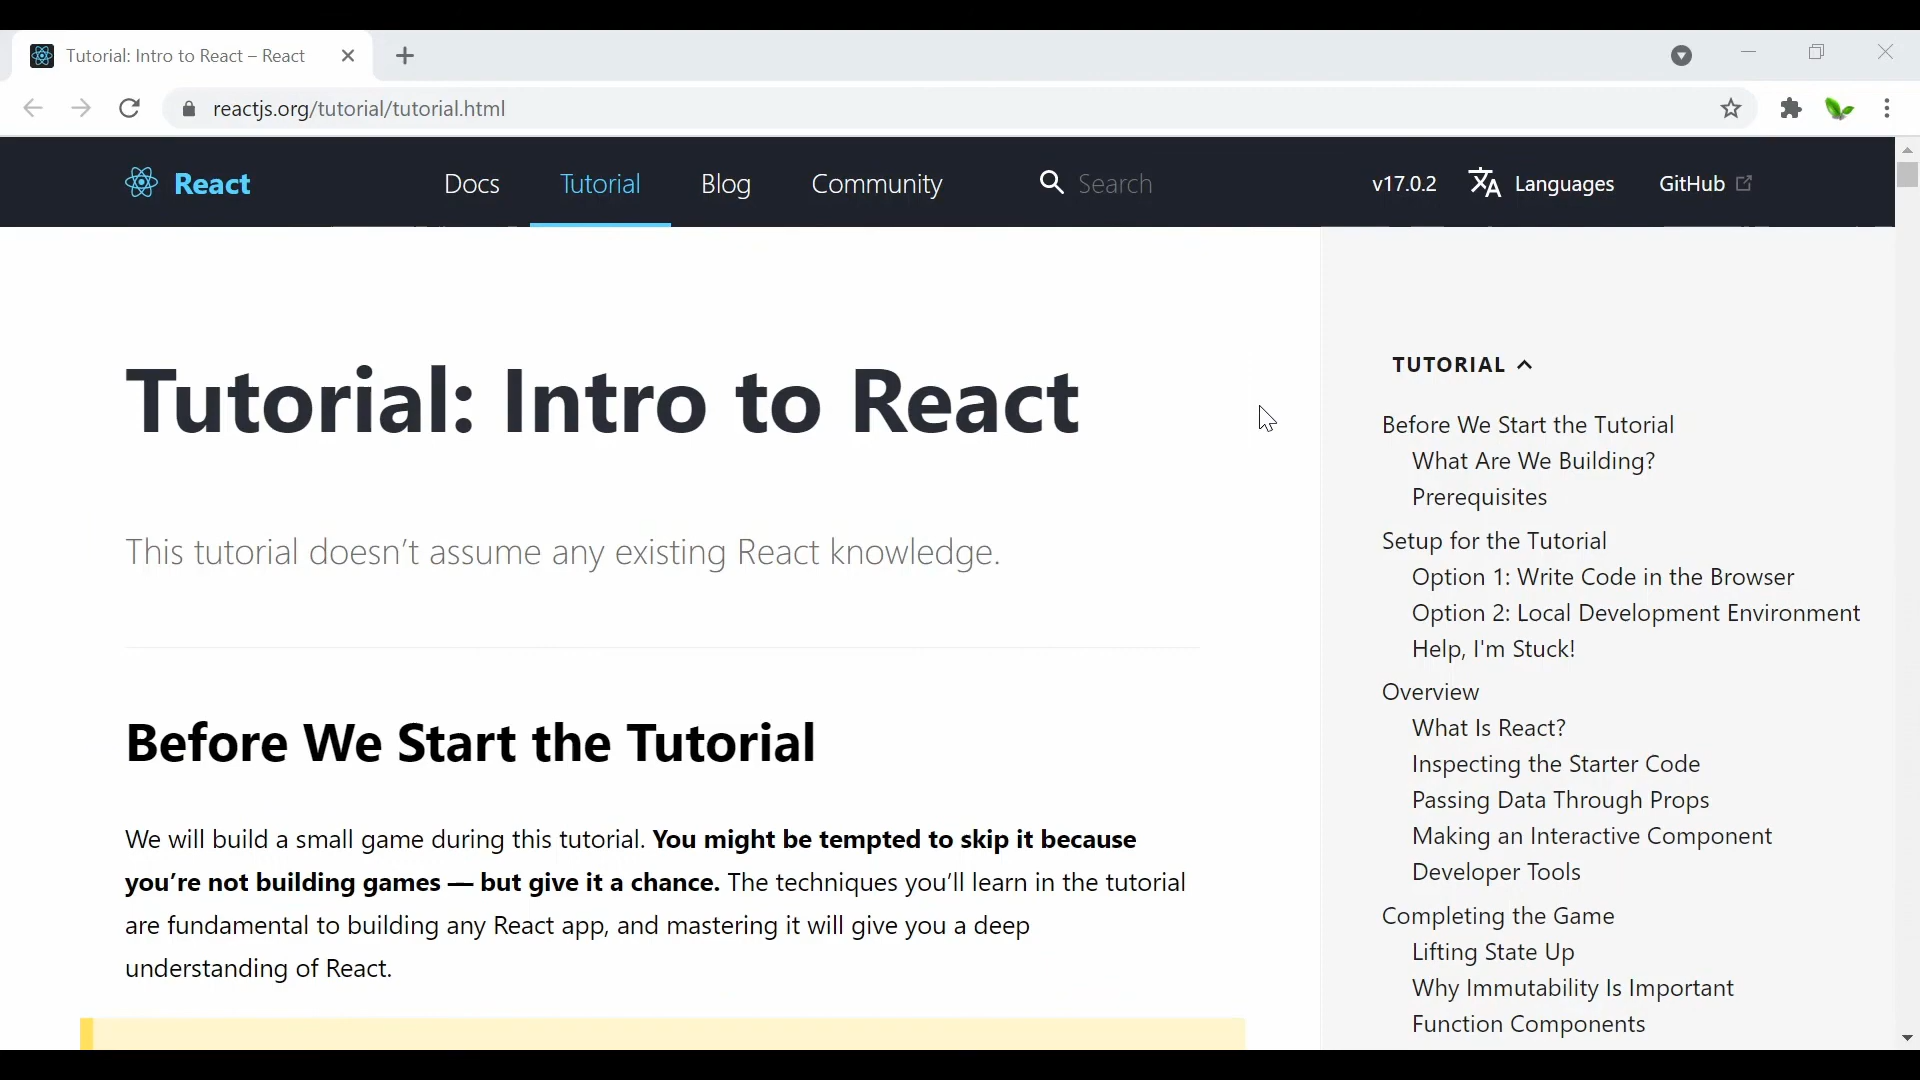 Tutorial: Intro to React – React
reactjs.org/tutorial/tutorial.html
React
Docs
Tutorial
Blog
Community
Search
v17.0.2
Languages
GitHub
Tutorial: Intro to React
This tutorial doesn’t assume any existing React knowledge.
Before We Start the Tutorial
We will build a small game during this tutorial. You might be tempted to skip it because
you’re not building games — but give it a chance. The techniques you’ll learn in the tutorial
are fundamental to building any React app, and mastering it will give you a deep
understanding of React.
TUTORIAL
Before We Start the Tutorial
What Are We Building?
Prerequisites
Setup for the Tutorial
Option 1: Write Code in the Browser
Option 2: Local Development Environment
Help, I'm Stuck!
Overview
What Is React?
Inspecting the Starter Code
Passing Data Through Props
Making an Interactive Component
Developer Tools
Completing the Game
Lifting State Up
Why Immutability Is Important
Function Components